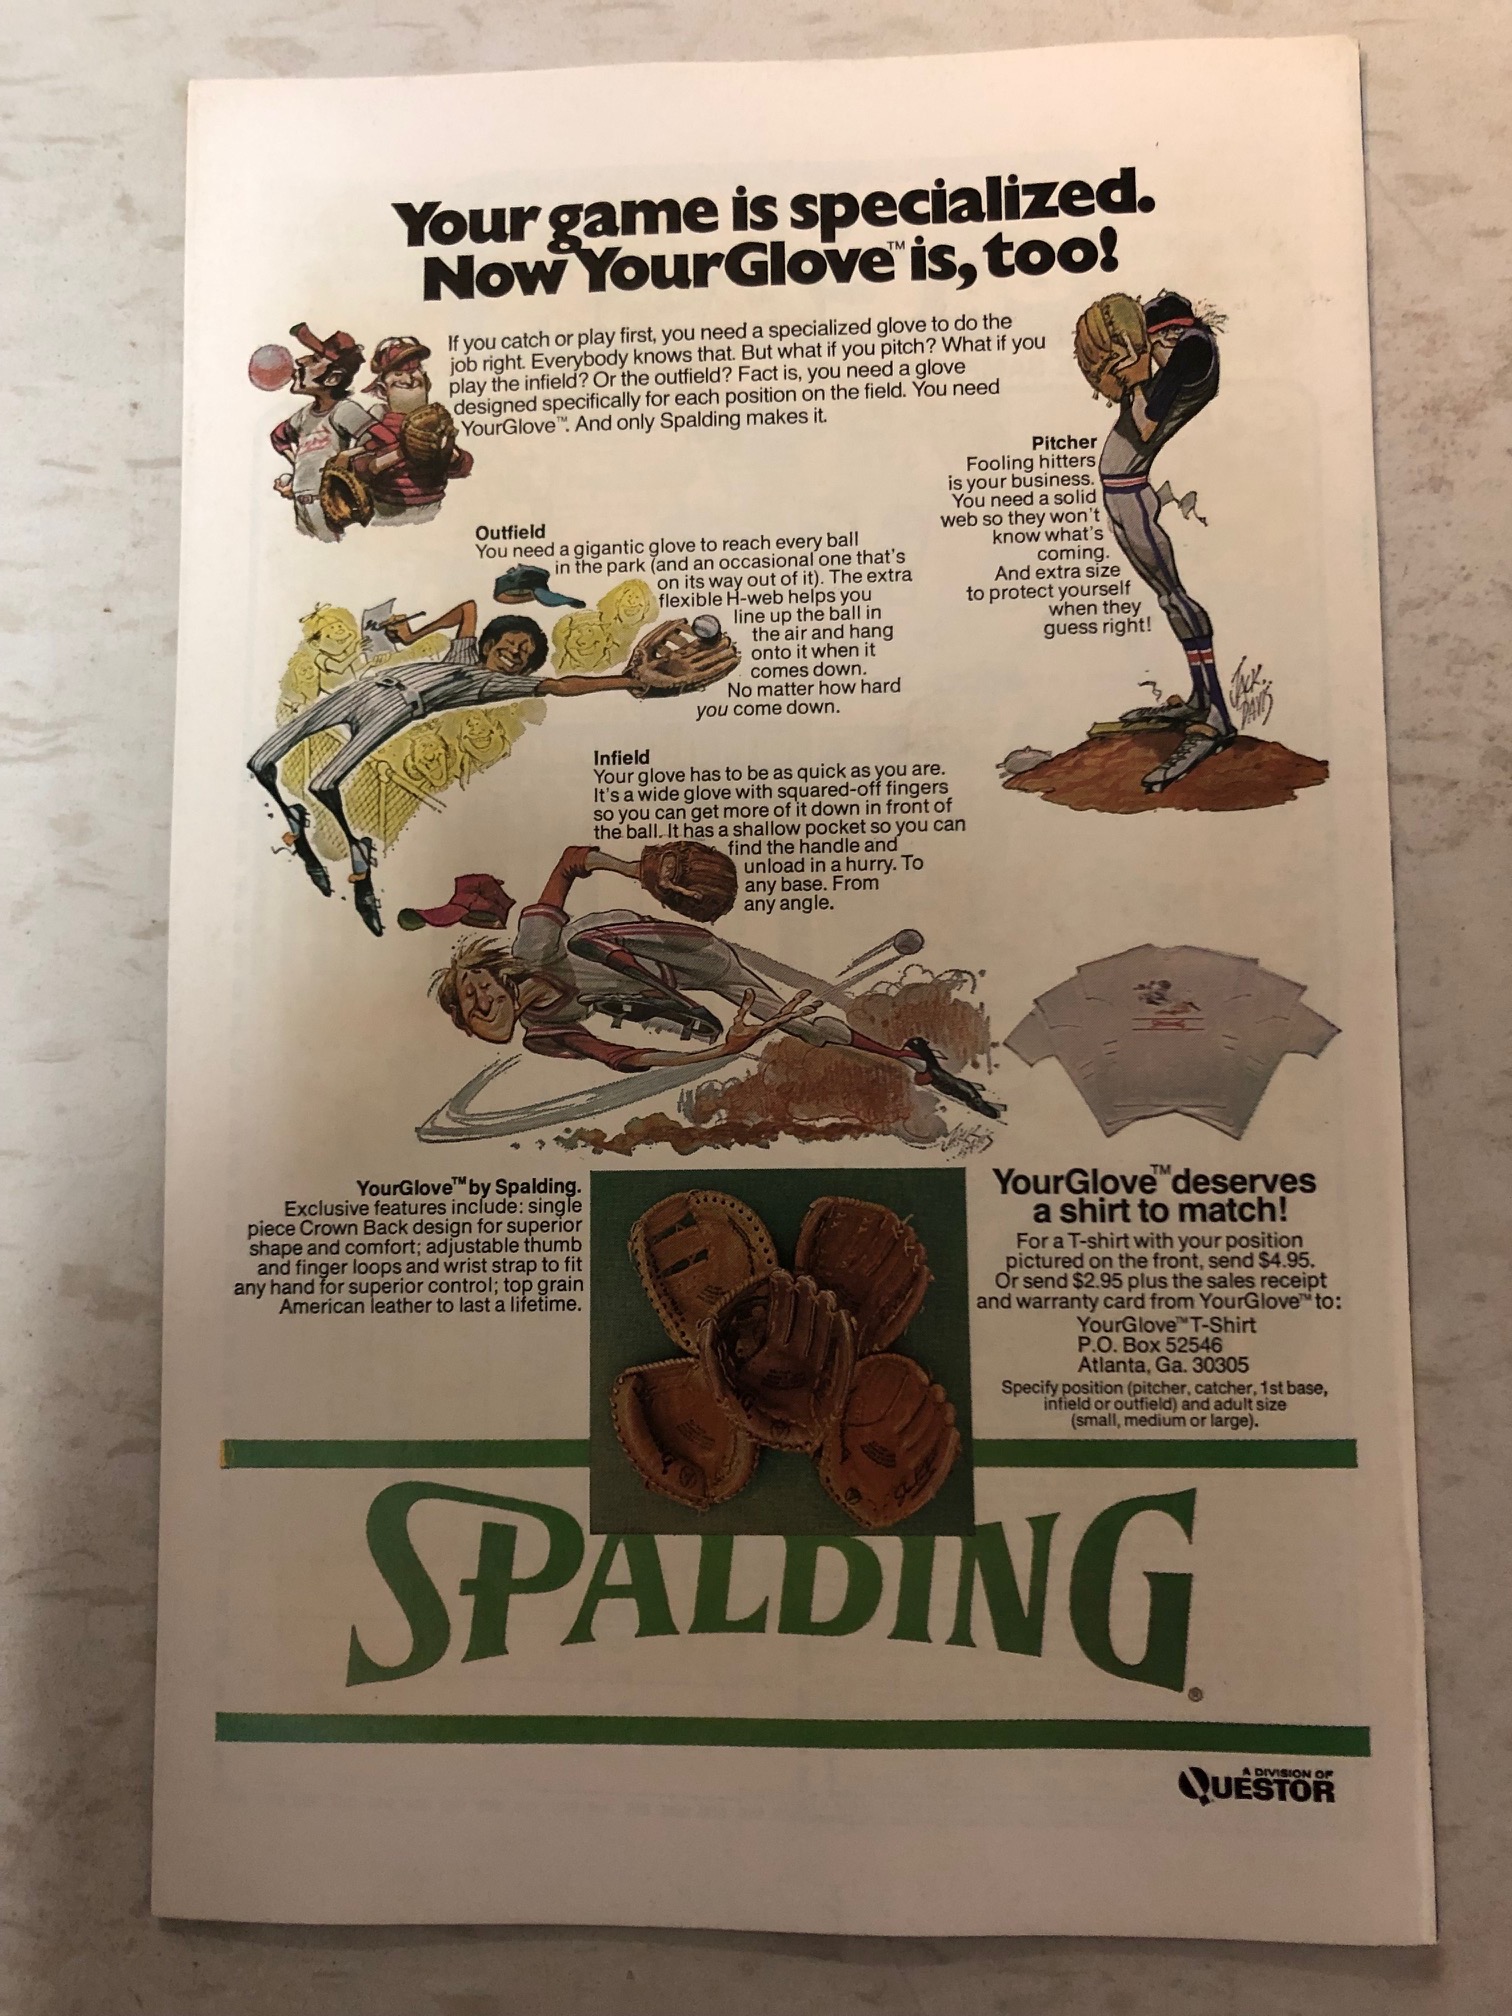 Your game is specialized.
Now YourGlove™ is, too!
If you catch or play first, you need a specialized glove to do the
job right. Everybody knows that. But what if you pitch? What if you
play the infield? Or the outfield? Fact is, you need a glove
designed specifically for each position on the field. You need
YourGlove™. And only Spalding makes it.
Pitcher
Fooling hitters
is your business.
You need a solid
web so they won't
know what's
coming.
And extra size
to protect yourself
when they
guess right!
JACK
DAVIS
Outfield
You need a gigantic glove to reach every ball
in the park (and an occasional one that's
on its way out of it). The extra
flexible H-web helps you
line up the ball in
the air and hang
onto it when it
comes down.
No matter how hard
you come down.
Infield
Your glove has to be as quick as you are.
It's a wide glove with squared-off fingers
so you can get more of it down in front of
the ball. It has a shallow pocket so you can
find the handle and
unload in a hurry. To
any base. From
any angle.
YourGlove™ by Spalding.
Exclusive features include: single
piece Crown Back design for superior
shape and comfort; adjustable thumb
and finger loops and wrist strap to fit
any hand for superior control; top grain
American leather to last a lifetime.
YourGlove™ deserves
a shirt to match!
For a T-shirt with your position
pictured on the front, send $4.95.
Or send $2.95 plus the sales receipt
and warranty card from YourGlove™ to:
YourGlove™ T-Shirt
P.O. Box 52546
Atlanta, Ga. 30305
Specify position (pitcher, catcher, 1st base,
infield or outfield) and adult size
(small, medium or large).
SPALDING®
A DIVISION OF
QUESTOR